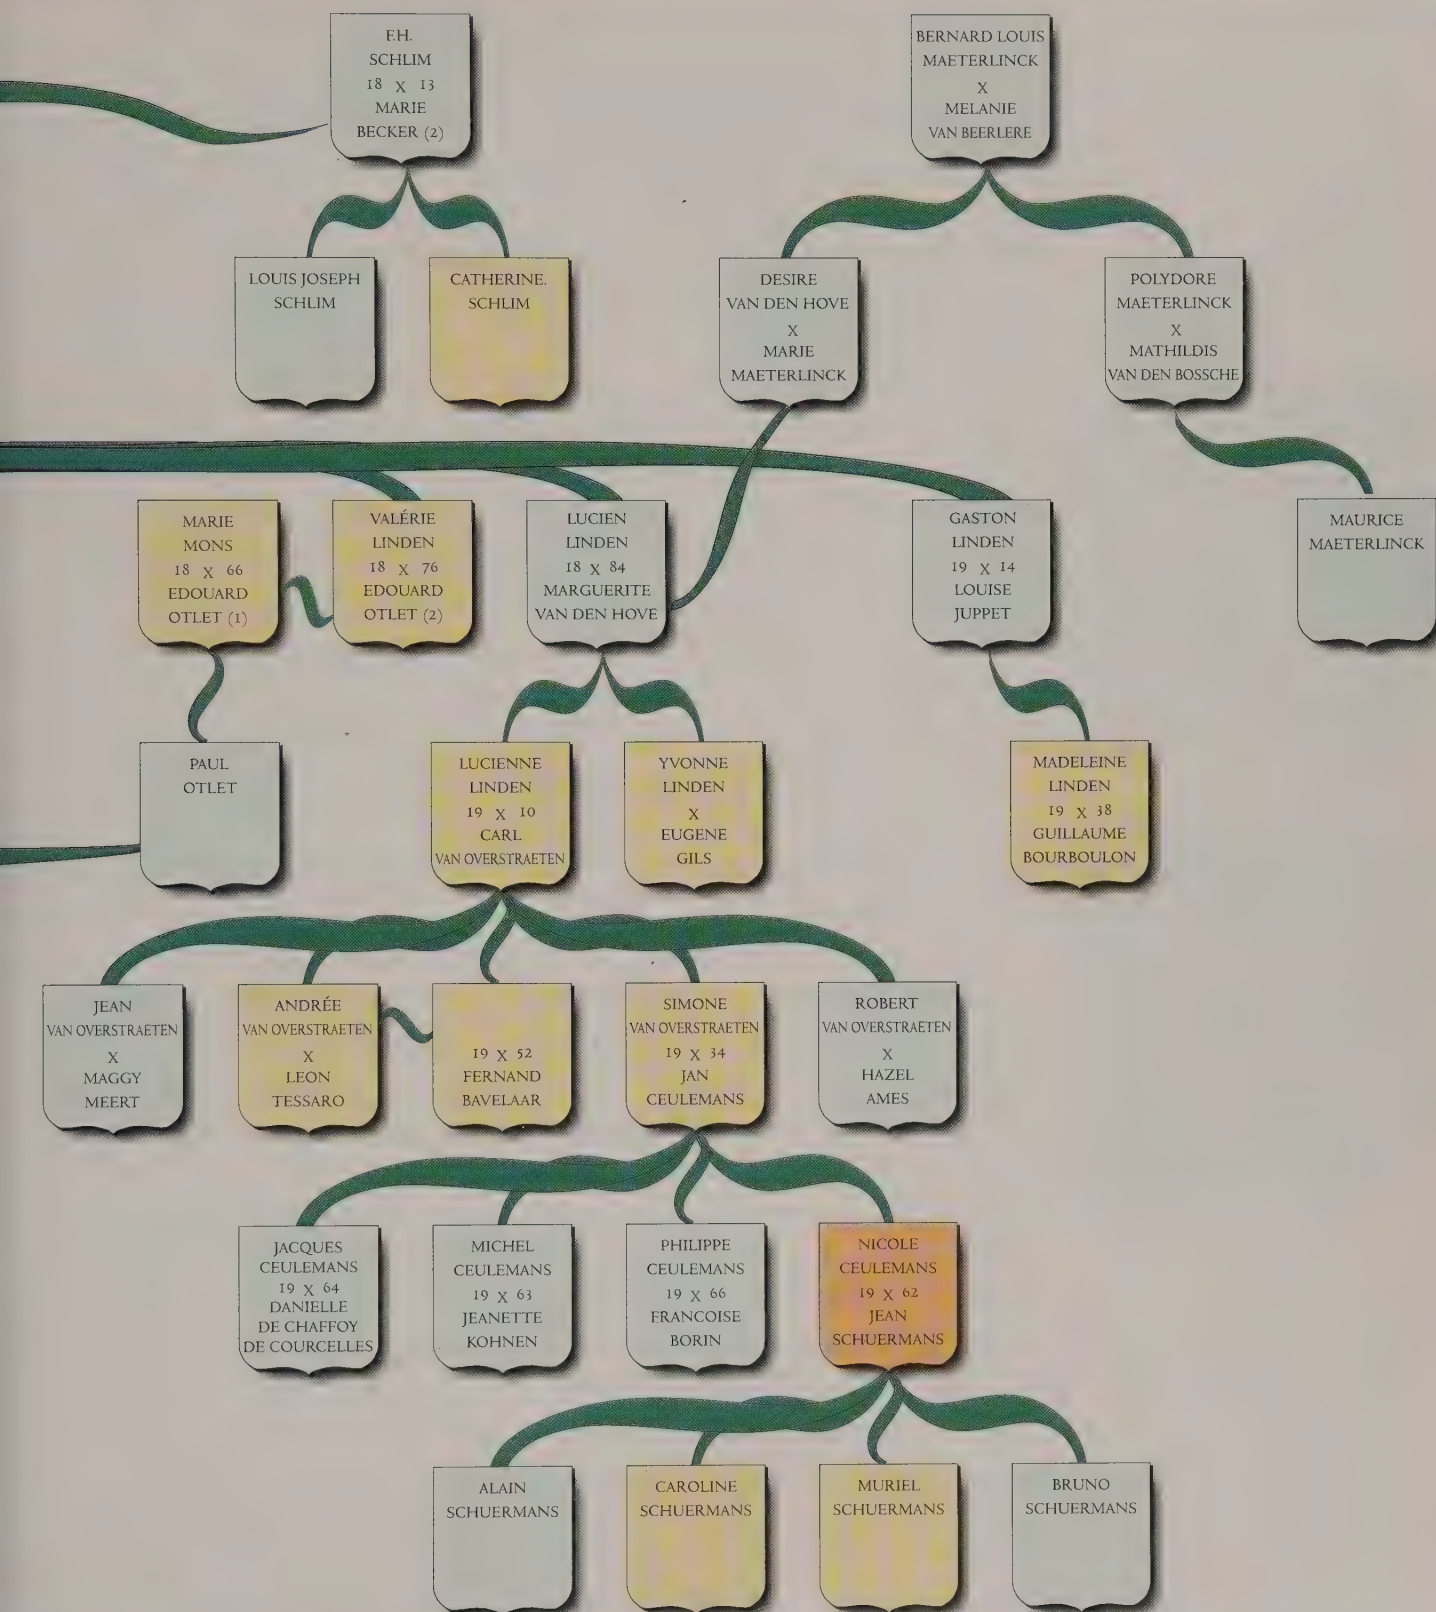 F.H.
SCHLIM
18 X 13
MARIE
BECKER (2)
BERNARD LOUIS
MAETERLINCK
X
MELANIE
VAN BEERLERE
LOUIS JOSEPH
SCHLIM
CATHERINE.
SCHLIM
DESIRE
VAN DEN HOVE
X
MARIE
MAETERLINCK
POLYDORE
MAETERLINCK
X
MATHILDIS
VAN DEN BOSSCHE
MARIE
MONS
18 X 66
EDOUARD
OTLET (1)
VALÉRIE
LINDEN
18 X 76
EDOUARD
OTLET (2)
LUCIEN
LINDEN
18 X 84
MARGUERITE
VAN DEN HOVE
GASTON
LINDEN
19 X 14
LOUISE
JUPPET
MAURICE
MAETERLINCK
PAUL
OTLET
LUCIENNE
LINDEN
19 X 10
CARL
VAN OVERSTRAETEN
YVONNE
LINDEN
X
EUGENE
GILS
MADELEINE
LINDEN
19 X 38
GUILLAUME
BOURBOULON
JEAN
VAN OVERSTRAETEN
X
MAGGY
MEERT
ANDRÉE
VAN OVERSTRAETEN
X
LEON
TESSARO
19 X 52
FERNAND
BAVELAAR
SIMONE
VAN OVERSTRAETEN
19 X 34
JAN
CEULEMANS
ROBERT
VAN OVERSTRAETEN
X
HAZEL
AMES
JACQUES
CEULEMANS
19 X 64
DANIELLE
DE CHAFFOY
DE COURCELLES
MICHEL
CEULEMANS
19 X 63
JEANETTE
KOHNEN
PHILIPPE
CEULEMANS
19 X 66
FRANCOISE
BORIN
NICOLE
CEULEMANS
19 X 62
JEAN
SCHUERMANS
ALAIN
SCHUERMANS
CAROLINE
SCHUERMANS
MURIEL
SCHUERMANS
BRUNO
SCHUERMANS